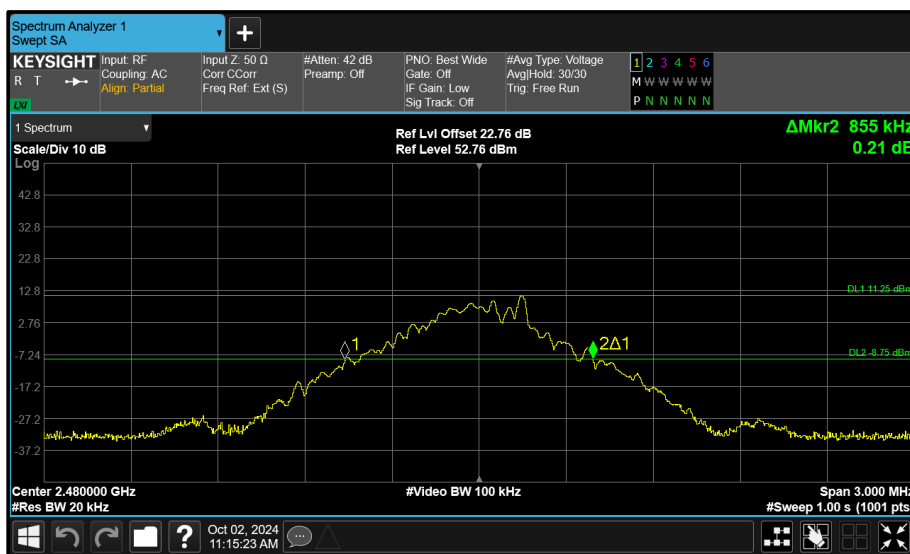 Spectrum Analyzer 1
Swept SA
KEYSIGHT
R T
LXI
Input: RF
Coupling: AC
Align: Partial
Input Z: 50 Ω
Corr CCorr
Freq Ref: Ext (S)
#Atten: 42 dB
Preamp: Off
PNO: Best Wide
Gate: Off
IF Gain: Low
Sig Track: Off
#Avg Type: Voltage
Avg|Hold: 30/30
Trig: Free Run
1 2 3 4 5 6
M W W W W W
P N N N N N
1 Spectrum
Scale/Div 10 dB
Log
Ref Lvl Offset 22.76 dB
Ref Level 52.76 dBm
ΔMkr2 855 kHz
0.21 dB
42.8
32.8
22.8
12.8
2.76
-7.24
-17.2
-27.2
-37.2
DL1 11.25 dBm
DL2 -8.75 dBm
1
2Δ1
Center 2.480000 GHz
#Res BW 20 kHz
#Video BW 100 kHz
Span 3.000 MHz
#Sweep 1.00 s (1001 pts
?
Oct 02, 2024
11:15:23 AM